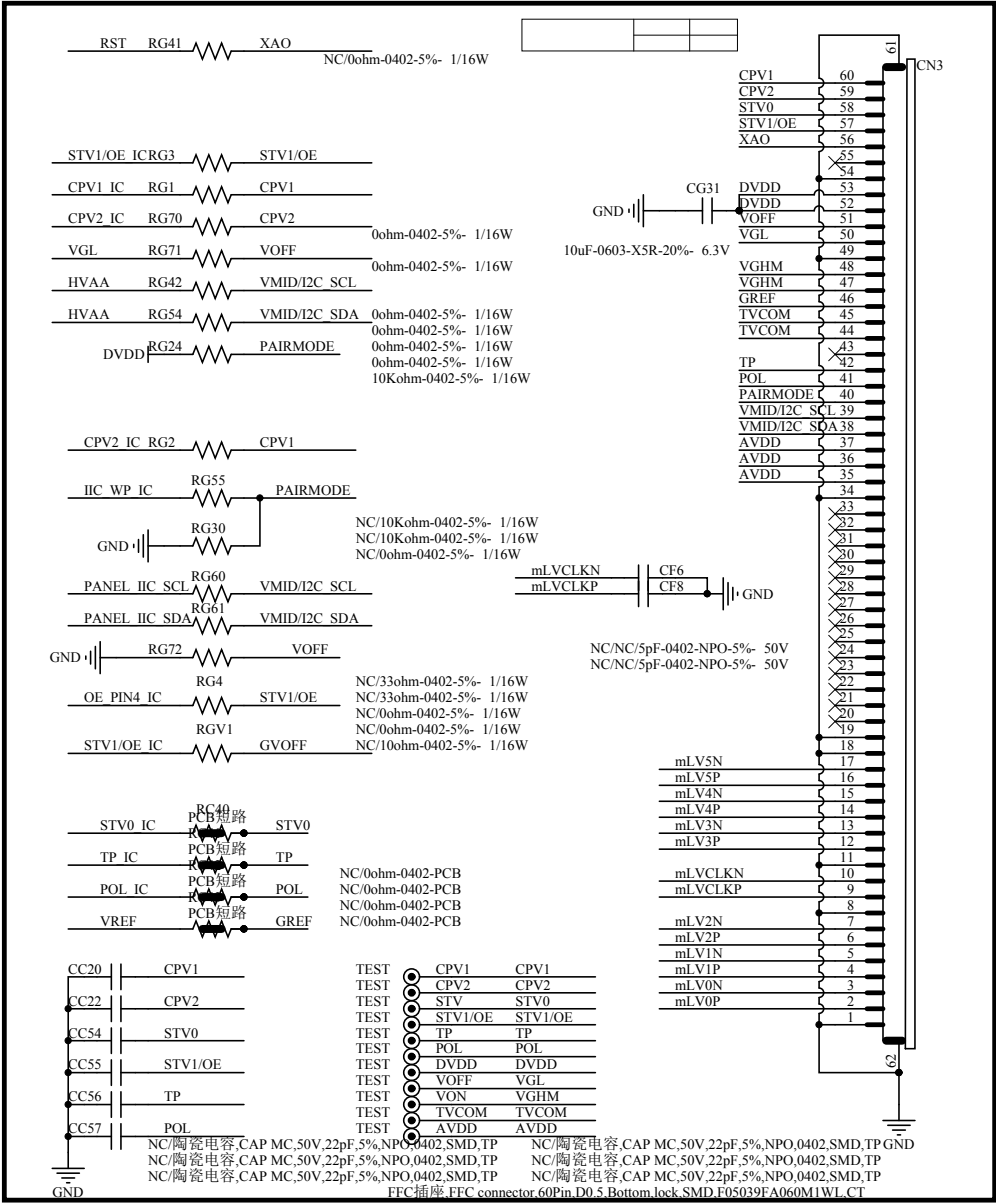 RST RG41 XAO
NC/0ohm-0402-5%- 1/16W
STV1/OE_IC RG3 STV1/OE
CPV1_IC RG1 CPV1
CPV2_IC RG70 CPV2
0ohm-0402-5%- 1/16W
VGL RG71 VOFF
0ohm-0402-5%- 1/16W
HVAA RG42 VMID/I2C_SCL
HVAA RG54 VMID/I2C_SDA
0ohm-0402-5%- 1/16W
0ohm-0402-5%- 1/16W
DVDD RG24 PAIRMODE
0ohm-0402-5%- 1/16W
0ohm-0402-5%- 1/16W
10Kohm-0402-5%- 1/16W
CPV2_IC RG2 CPV1
IIC_WP_IC RG55 PAIRMODE
GND RG30
NC/10Kohm-0402-5%- 1/16W
NC/10Kohm-0402-5%- 1/16W
NC/0ohm-0402-5%- 1/16W
PANEL_IIC_SCL RG60 VMID/I2C_SCL
PANEL_IIC_SDA RG61 VMID/I2C_SDA
GND RG72 VOFF
OE_PIN4_IC RG4 STV1/OE
STV1/OE_IC RGV1 GVOFF
NC/33ohm-0402-5%- 1/16W
NC/33ohm-0402-5%- 1/16W
NC/0ohm-0402-5%- 1/16W
NC/0ohm-0402-5%- 1/16W
NC/10ohm-0402-5%- 1/16W
RC40
PCB短路
STV0_IC STV0
PCB短路
TP_IC TP
PCB短路
POL_IC POL
PCB短路
VREF GREF
NC/0ohm-0402-PCB
NC/0ohm-0402-PCB
NC/0ohm-0402-PCB
NC/0ohm-0402-PCB
CC20 CPV1
CC22 CPV2
CC54 STV0
CC55 STV1/OE
CC56 TP
CC57 POL
GND
TEST CPV1 CPV1
TEST CPV2 CPV2
TEST STV STV0
TEST STV1/OE STV1/OE
TEST TP TP
TEST POL POL
TEST DVDD DVDD
TEST VOFF VGL
TEST VON VGHM
TEST TVCOM TVCOM
TEST AVDD AVDD
NC/陶瓷电容,CAP MC,50V,22pF,5%,NPO,0402,SMD,TP NC/陶瓷电容,CAP MC,50V,22pF,5%,NPO,0402,SMD,TP
NC/陶瓷电容,CAP MC,50V,22pF,5%,NPO,0402,SMD,TP NC/陶瓷电容,CAP MC,50V,22pF,5%,NPO,0402,SMD,TP
NC/陶瓷电容,CAP MC,50V,22pF,5%,NPO,0402,SMD,TP NC/陶瓷电容,CAP MC,50V,22pF,5%,NPO,0402,SMD,TP
FFC插座,FFC connector,60Pin,D0.5,Bottom,lock,SMD,F05039FA060M1WL,CT
GND CG31
10uF-0603-X5R-20%- 6.3V
mLVCLKN CF6
mLVCLKP CF8
GND
NC/NC/5pF-0402-NPO-5%- 50V
NC/NC/5pF-0402-NPO-5%- 50V
61
CN3
CPV1 60
CPV2 59
STV0 58
STV1/OE 57
XAO 56
55
54
DVDD 53
DVDD 52
VOFF 51
VGL 50
49
VGHM 48
VGHM 47
GREF 46
TVCOM 45
TVCOM 44
43
TP 42
POL 41
PAIRMODE 40
VMID/I2C_SCL 39
VMID/I2C_SDA 38
AVDD 37
AVDD 36
AVDD 35
34
33
32
31
30
29
28
27
26
25
24
23
22
21
20
19
18
mLV5N 17
mLV5P 16
mLV4N 15
mLV4P 14
mLV3N 13
mLV3P 12
11
mLVCLKN 10
mLVCLKP 9
8
mLV2N 7
mLV2P 6
mLV1N 5
mLV1P 4
mLV0N 3
mLV0P 2
1
62
GND